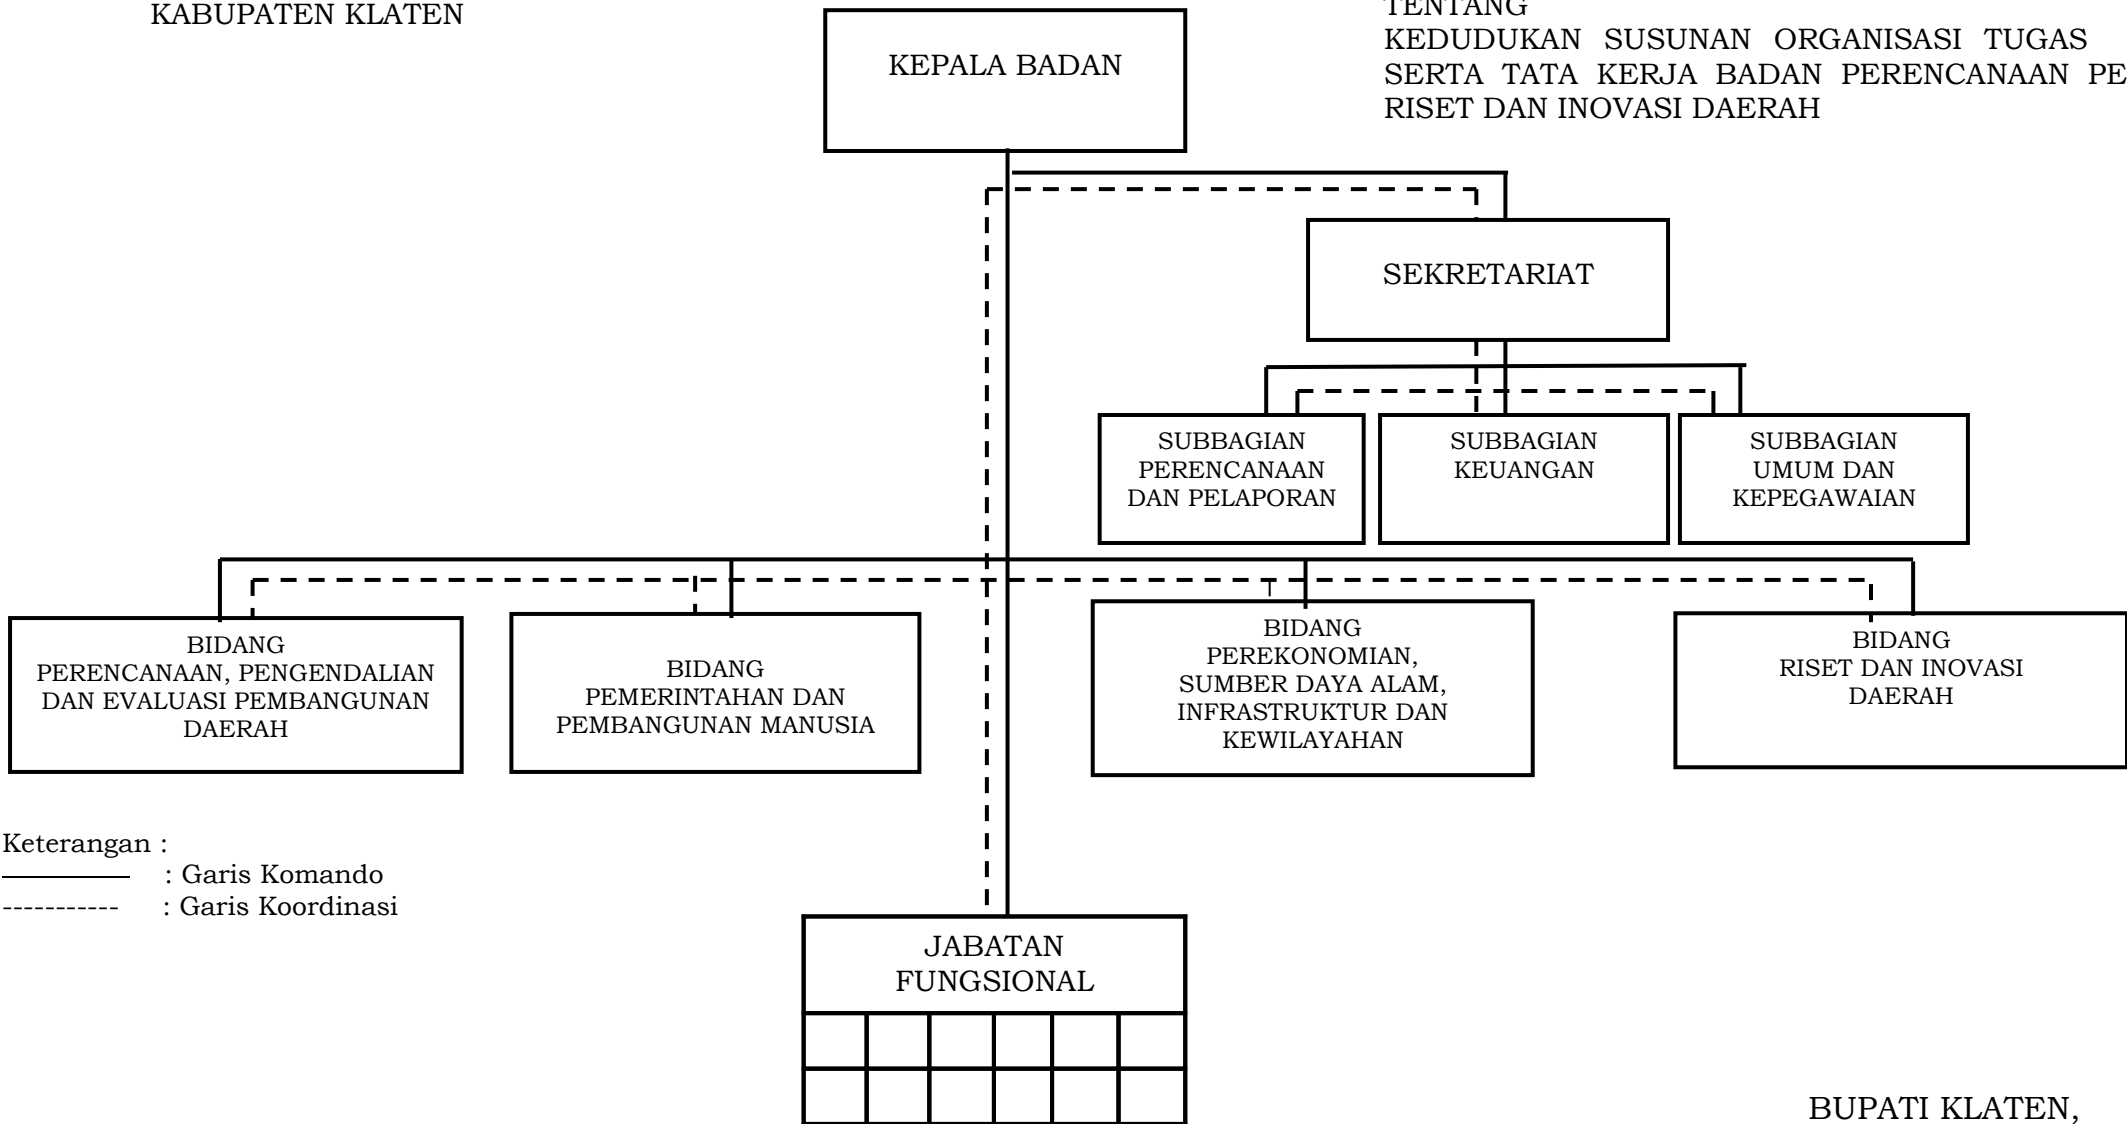 KABUPATEN KLATEN
TENTANG
KEDUDUKAN SUSUNAN ORGANISASI TUGAS
SERTA TATA KERJA BADAN PERENCANAAN PE
RISET DAN INOVASI DAERAH
KEPALA BADAN
SEKRETARIAT
SUBBAGIAN
PERENCANAAN
DAN PELAPORAN
SUBBAGIAN
KEUANGAN
SUBBAGIAN
UMUM DAN
KEPEGAWAIAN
BIDANG
PERENCANAAN, PENGENDALIAN
DAN EVALUASI PEMBANGUNAN
DAERAH
BIDANG
PEMERINTAHAN DAN
PEMBANGUNAN MANUSIA
BIDANG
PEREKONOMIAN,
SUMBER DAYA ALAM,
INFRASTRUKTUR DAN
KEWILAYAHAN
BIDANG
RISET DAN INOVASI
DAERAH
Keterangan :
: Garis Komando
----------- : Garis Koordinasi
JABATAN
FUNGSIONAL
BUPATI KLATEN,